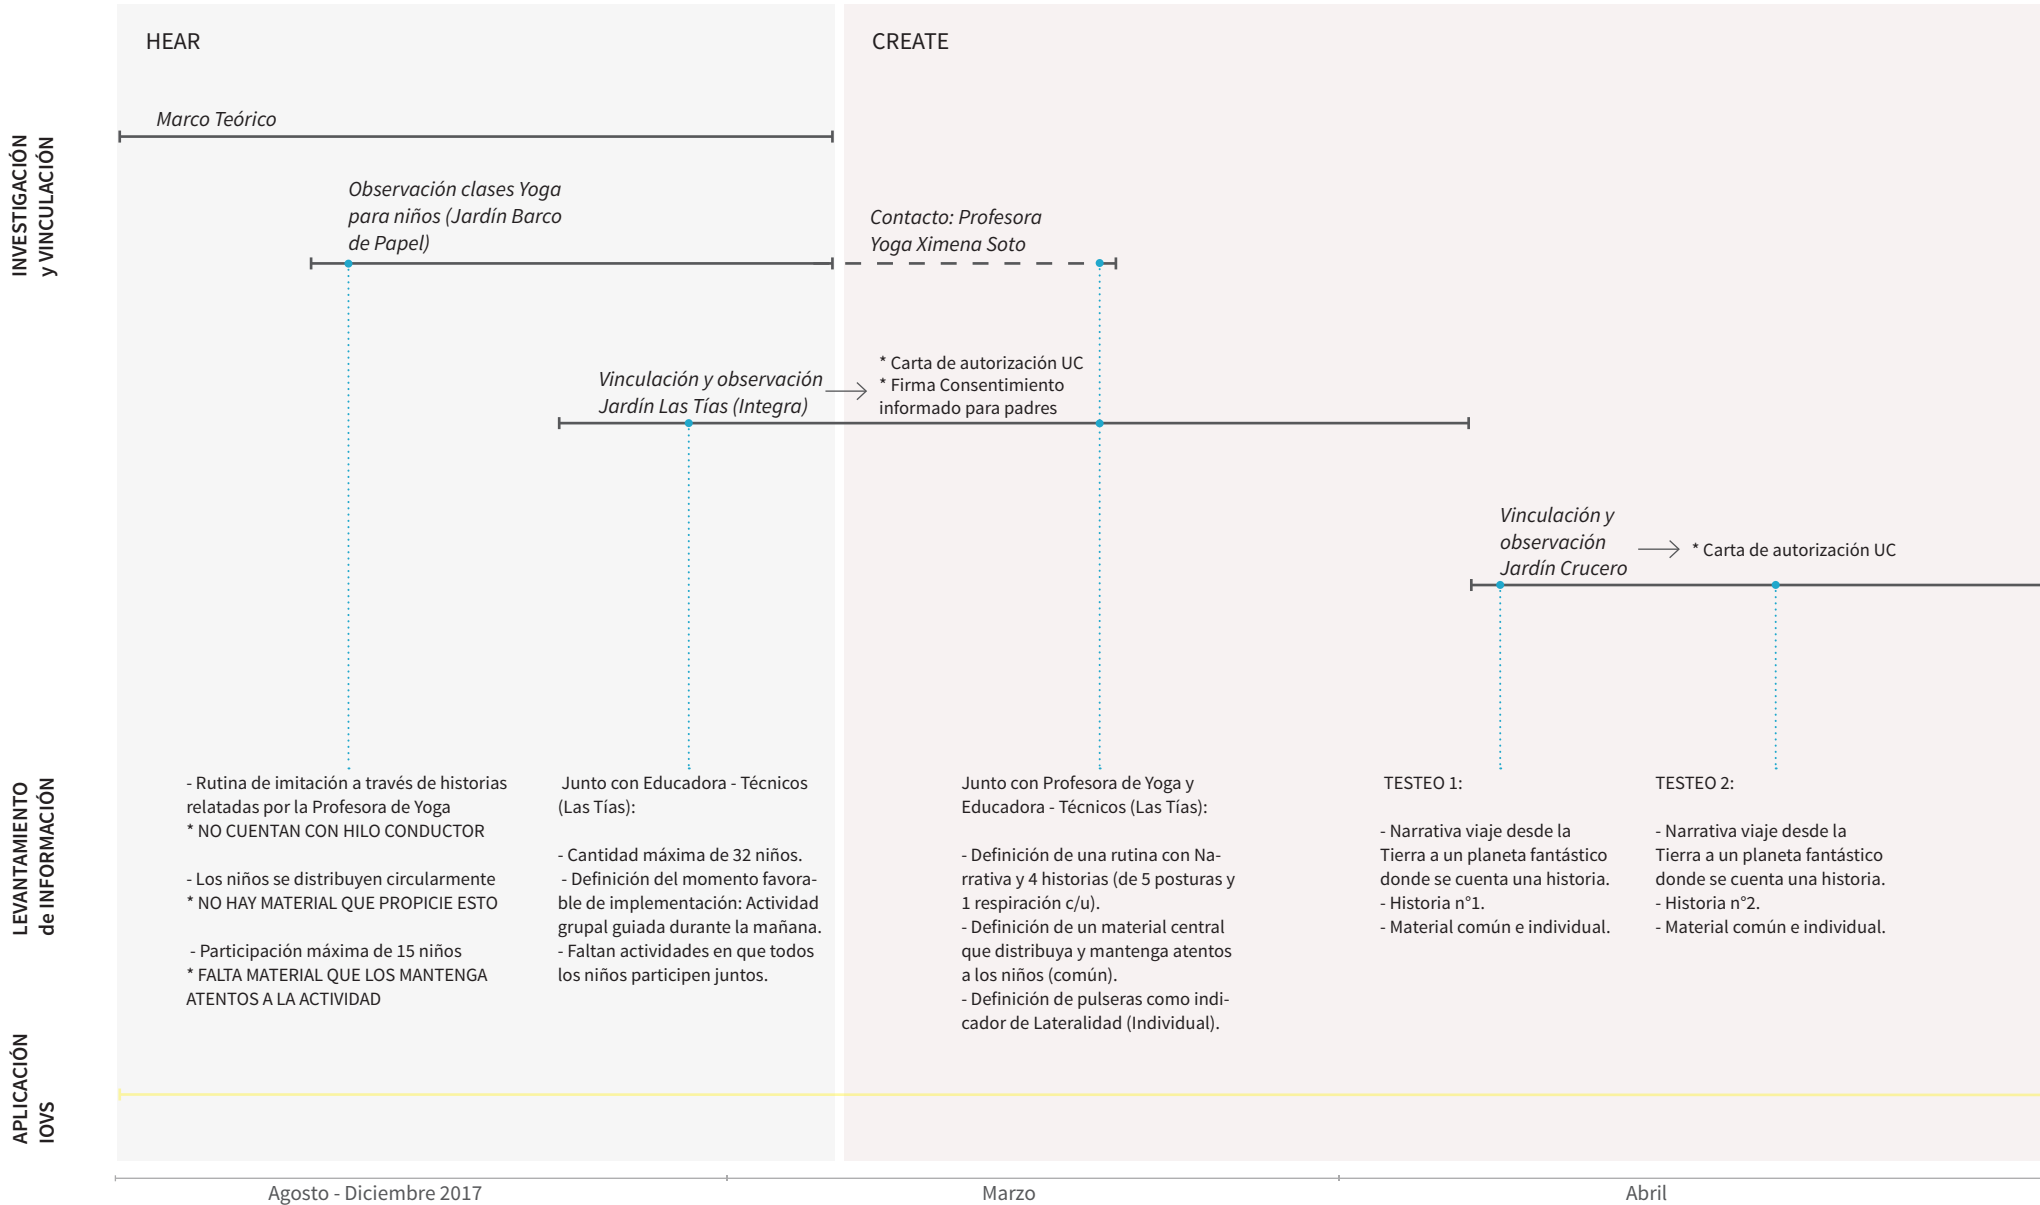 HEAR
CREATE
INVESTIGACIÓN
y VINCULACIÓN
Marco Teórico
Observación clases Yoga
para niños (Jardín Barco
de Papel)
Contacto: Profesora
Yoga Ximena Soto
Vinculación y observación
Jardín Las Tías (Integra)
* Carta de autorización UC
* Firma Consentimiento
informado para padres
Vinculación y
observación
Jardín Crucero
* Carta de autorización UC
LEVANTAMIENTO
de INFORMACIÓN
- Rutina de imitación a través de historias
relatadas por la Profesora de Yoga
* NO CUENTAN CON HILO CONDUCTOR
- Los niños se distribuyen circularmente
* NO HAY MATERIAL QUE PROPICIE ESTO
- Participación máxima de 15 niños
* FALTA MATERIAL QUE LOS MANTENGA
ATENTOS A LA ACTIVIDAD
Junto con Educadora - Técnicos
(Las Tías):
- Cantidad máxima de 32 niños.
- Definición del momento favora-
ble de implementación: Actividad
grupal guiada durante la mañana.
- Faltan actividades en que todos
los niños participen juntos.
Junto con Profesora de Yoga y
Educadora - Técnicos (Las Tías):
- Definición de una rutina con Na-
rrativa y 4 historias (de 5 posturas y
1 respiración c/u).
- Definición de un material central
que distribuya y mantenga atentos
a los niños (común).
- Definición de pulseras como indi-
cador de Lateralidad (Individual).
TESTEO 1:
- Narrativa viaje desde la
Tierra a un planeta fantástico
donde se cuenta una historia.
- Historia n°1.
- Material común e individual.
TESTEO 2:
- Narrativa viaje desde la
Tierra a un planeta fantástico
donde se cuenta una historia.
- Historia n°2.
- Material común e individual.
APLICACIÓN
IOVS
Agosto - Diciembre 2017
Marzo
Abril